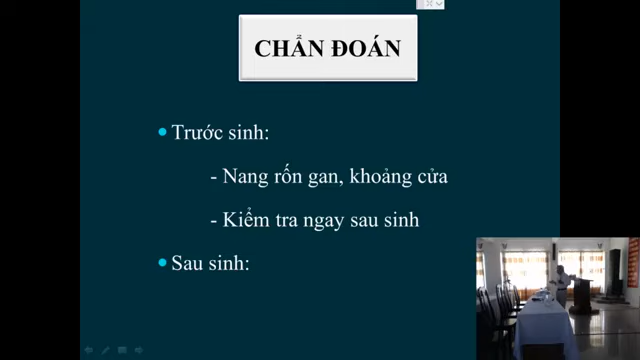 CHẨN ĐOÁN
Trước sinh:
- Nang rốn gan, khoảng cửa
- Kiểm tra ngay sau sinh
Sau sinh: